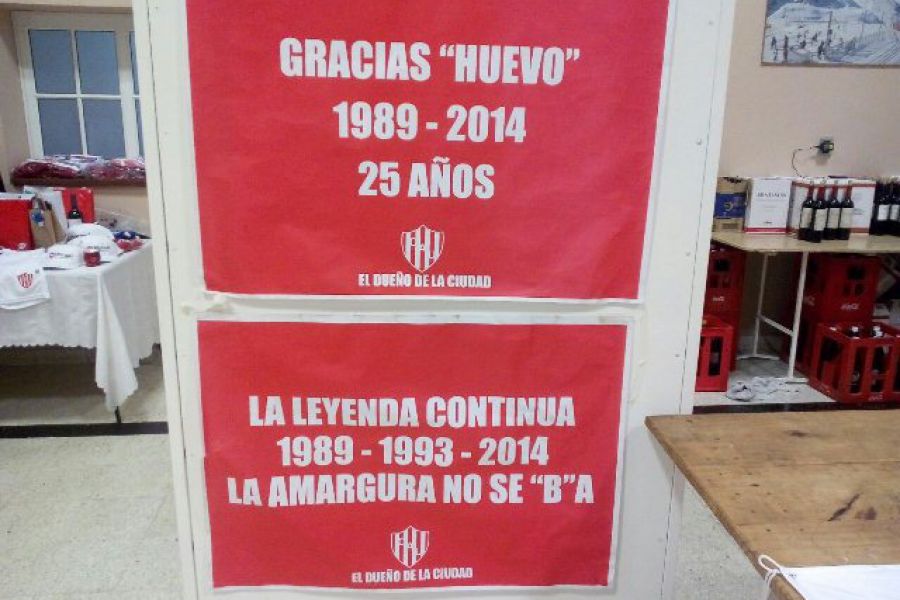 GRACIAS “HUEVO”
1989 - 2014
25 AÑOS
EL DUEÑO DE LA CIUDAD
LA LEYENDA CONTINUA
1989 - 1993 - 2014
LA AMARGURA NO SE “B”A
EL DUEÑO DE LA CIUDAD